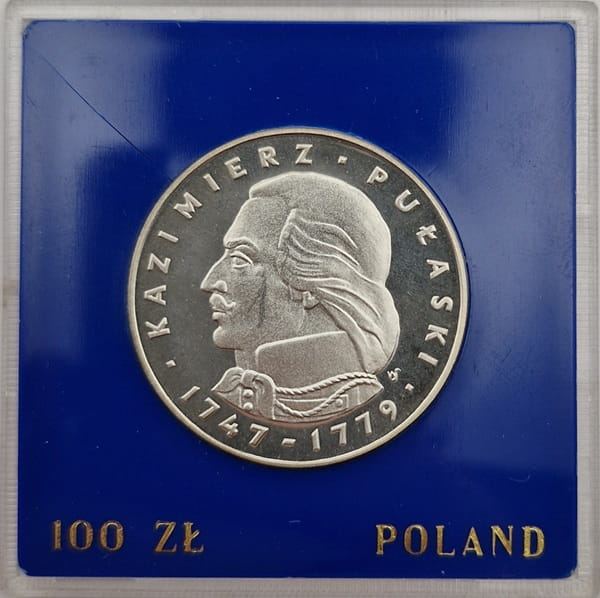 KAZIMIERZ · PUŁASKI ·
1747-1779 ·
100 ZŁ
POLAND